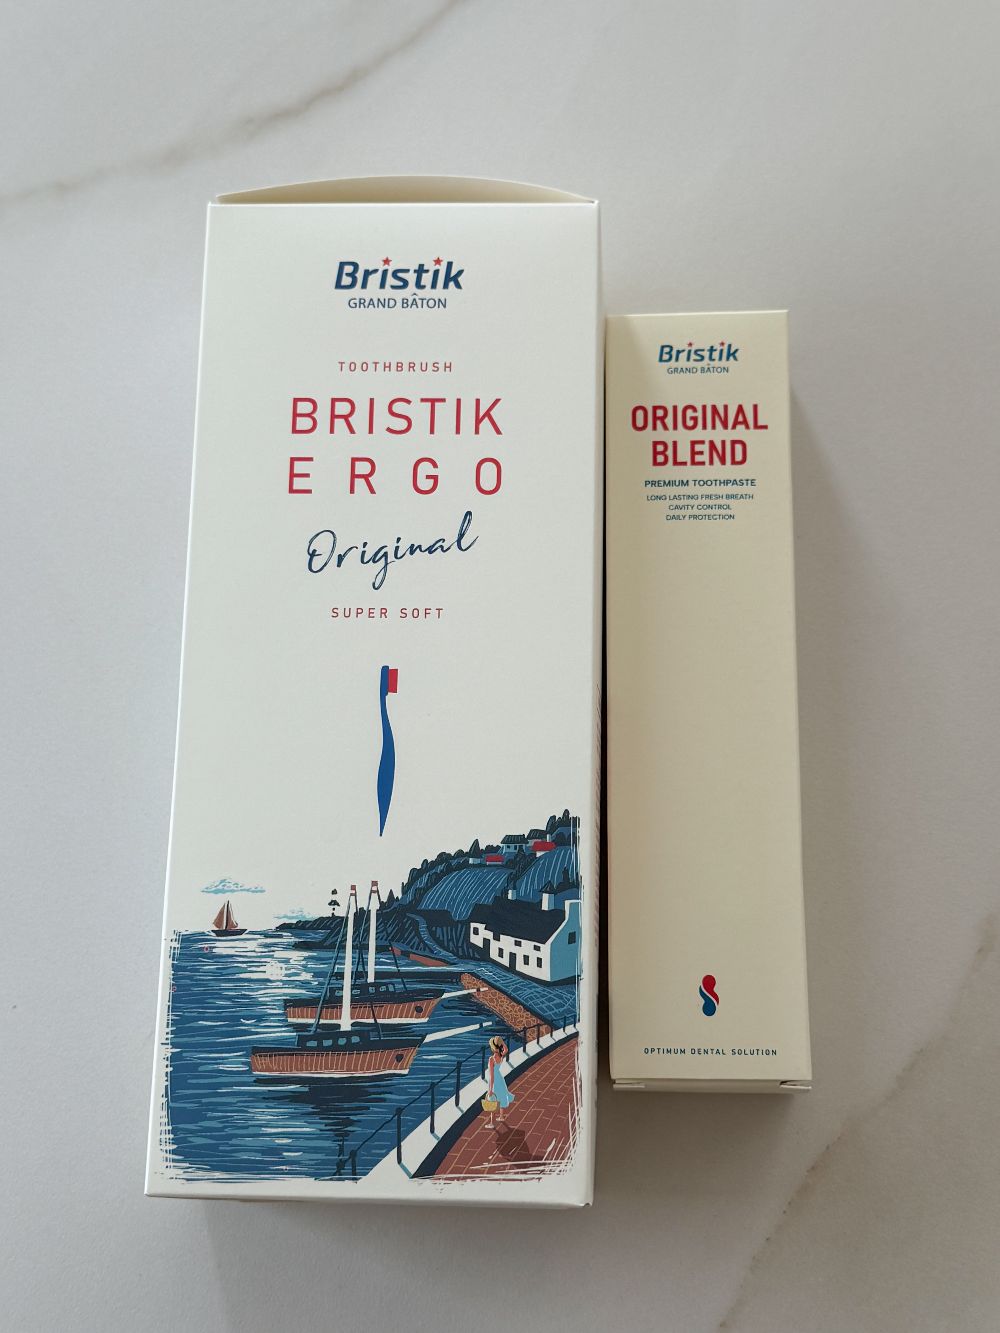 Bristik
GRAND BÂTON
TOOTHBRUSH
BRISTIK
ERGO
Original
SUPER SOFT
Bristik
GRAND BÂTON
ORIGINAL
BLEND
PREMIUM TOOTHPASTE
LONG LASTING FRESH BREATH
CAVITY CONTROL
DAILY PROTECTION
OPTIMUM DENTAL SOLUTION